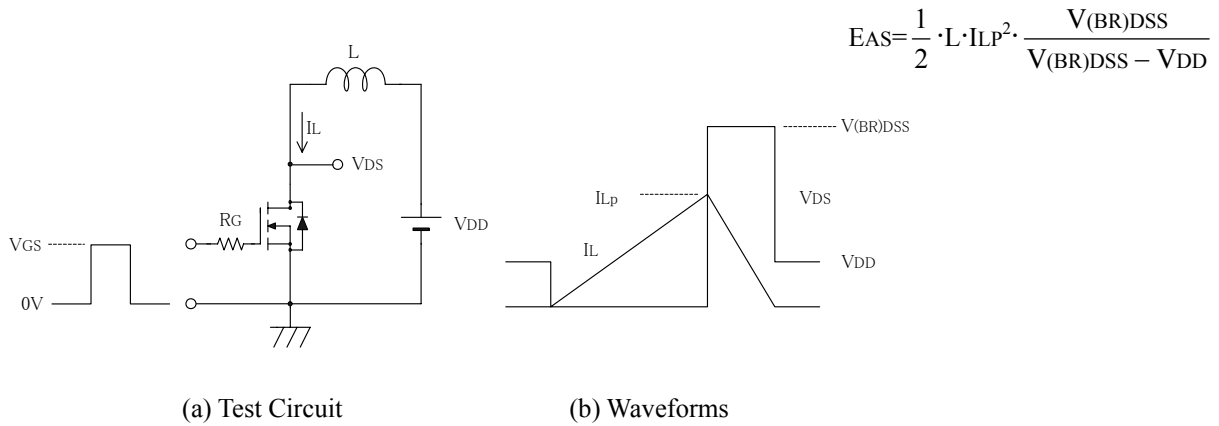 EAS= 1/2 ·L·ILP²· V(BR)DSS / V(BR)DSS – VDD
L
IL
VDS
RG
VDD
VGS
0V
V(BR)DSS
ILp
VDS
IL
VDD
(a) Test Circuit
(b) Waveforms